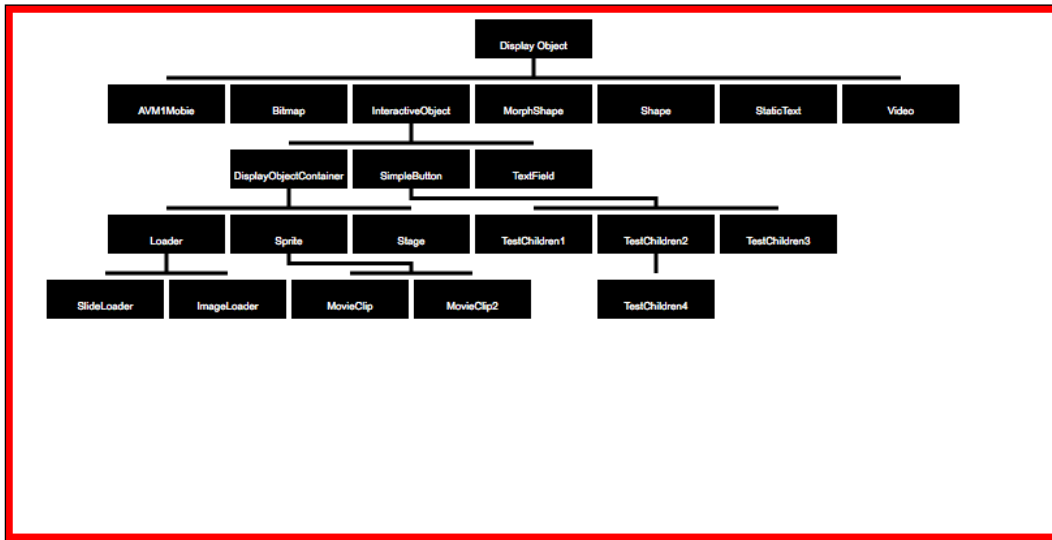 Display Object
AVM1Mobie
Bitmap
InteractiveObject
MorphShape
Shape
StaticText
Video
DisplayObjectContainer
SimpleButton
TextField
Loader
Sprite
Stage
TestChildren1
TestChildren2
TestChildren3
SlideLoader
ImageLoader
MovieClip
MovieClip2
TestChildren4